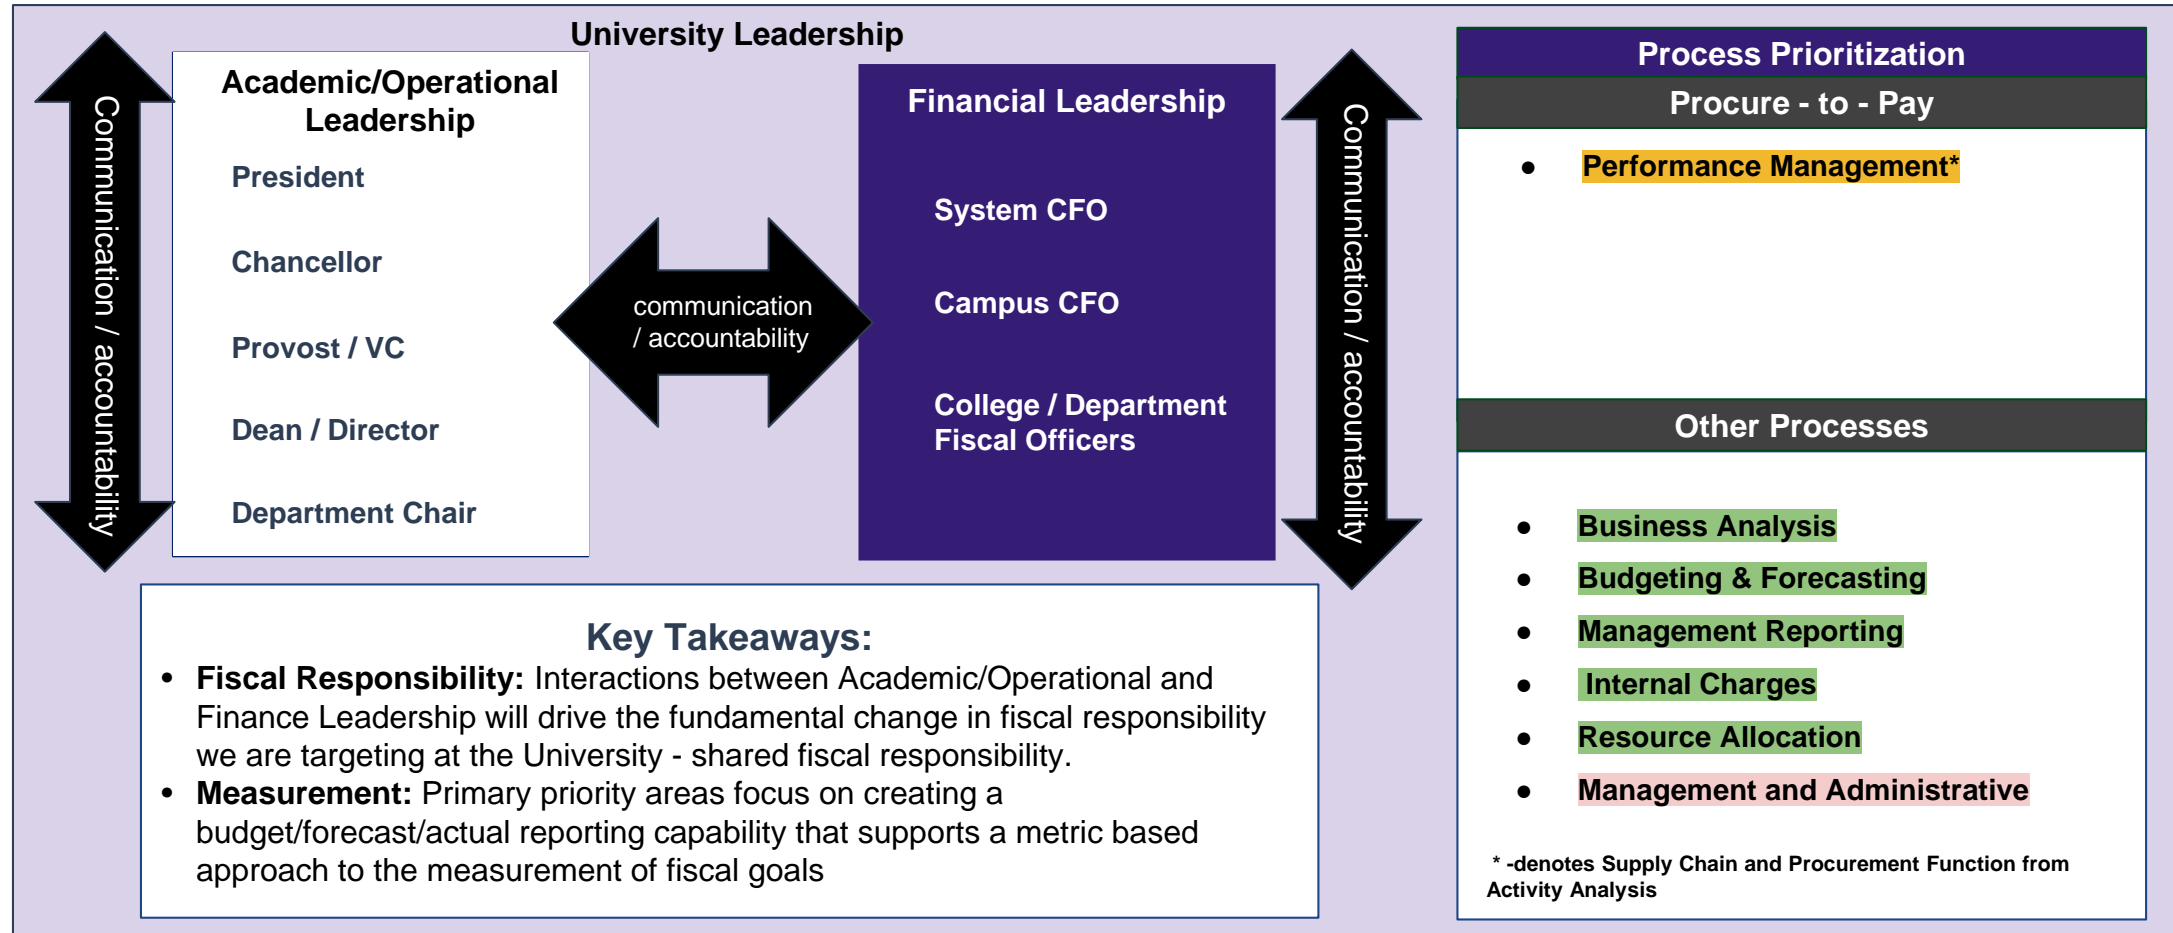 University Leadership
Communication / accountability
Academic/Operational
Leadership
President
Chancellor
Provost / VC
Dean / Director
Department Chair
communication
/ accountability
Financial Leadership
System CFO
Campus CFO
College / Department
Fiscal Officers
Communication / accountability
Key Takeaways:
• Fiscal Responsibility: Interactions between Academic/Operational and
Finance Leadership will drive the fundamental change in fiscal responsibility
we are targeting at the University - shared fiscal responsibility.
• Measurement: Primary priority areas focus on creating a
budget/forecast/actual reporting capability that supports a metric based
approach to the measurement of fiscal goals
Process Prioritization
Procure - to - Pay
● Performance Management*
Other Processes
● Business Analysis
● Budgeting & Forecasting
● Management Reporting
● Internal Charges
● Resource Allocation
● Management and Administrative
* -denotes Supply Chain and Procurement Function from
Activity Analysis